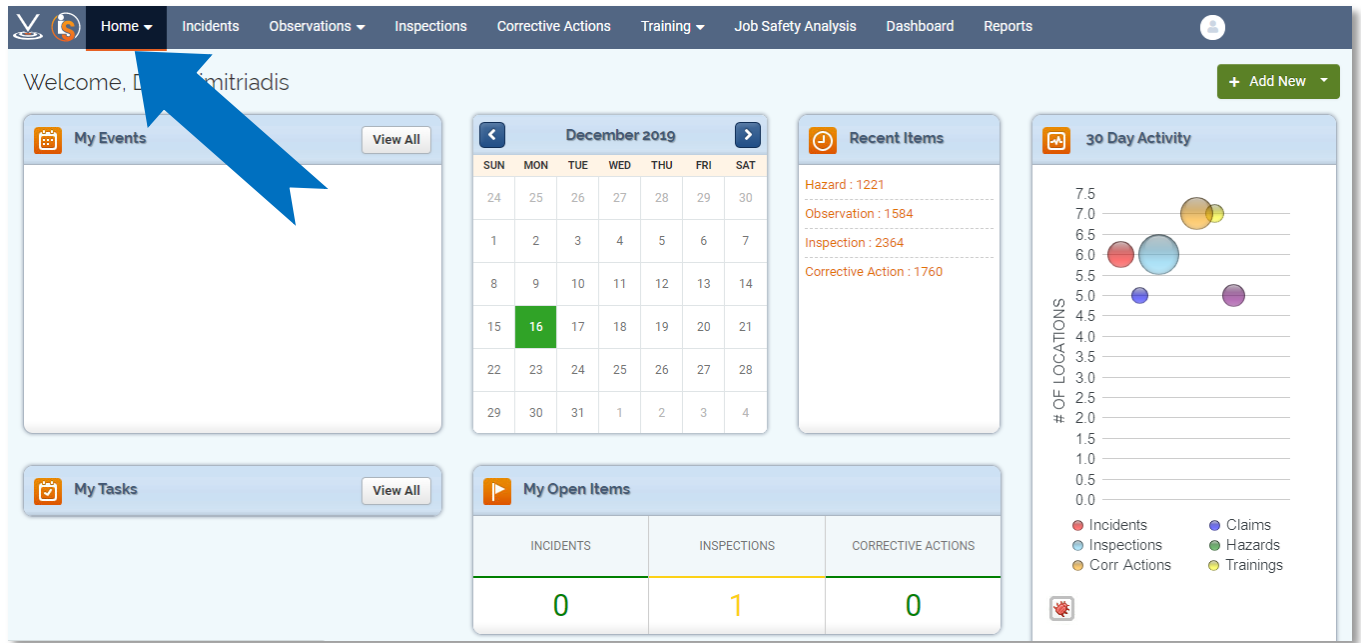 Home Incidents Observations Inspections Corrective Actions Training Job Safety Analysis Dashboard Reports
Welcome, D mitriadis
+ Add New
My Events View All
December 2019
SUN MON TUE WED THU FRI SAT
24 25 26 27 28 29 30
1 2 3 4 5 6 7
8 9 10 11 12 13 14
15 16 17 18 19 20 21
22 23 24 25 26 27 28
29 30 31 1 2 3 4
Recent Items
Hazard : 1221
Observation : 1584
Inspection : 2364
Corrective Action : 1760
30 Day Activity
7.5
7.0
6.5
6.0
5.5
5.0
4.5
4.0
3.5
3.0
2.5
2.0
1.5
1.0
0.5
0.0
# OF LOCATIONS
Incidents Claims
Inspections Hazards
Corr Actions Trainings
My Tasks View All
My Open Items
INCIDENTS INSPECTIONS CORRECTIVE ACTIONS
0 1 0